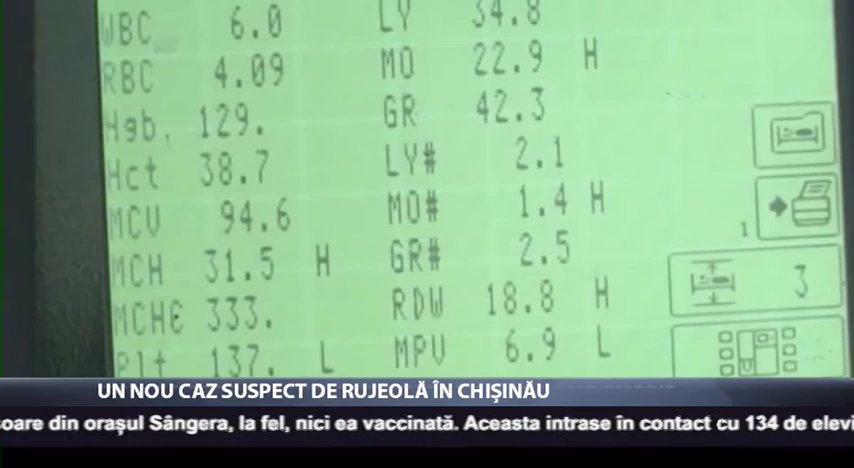 WBC 6.0 LY 34.8
RBC 4.09 MO 22.9 H
Hgb. 129. GR 42.3
Hct 38.7 LY# 2.1
MCV 94.6 MO# 1.4 H
MCH 31.5 H GR# 2.5
MCHC 333. RDW 18.8 H
Plt 137. L MPV 6.9 L
1
3
UN NOU CAZ SUSPECT DE RUJEOLĂ ÎN CHIȘINĂU
soare din orașul Sângera, la fel, nici ea vaccinată. Aceasta intrase în contact cu 134 de elevi